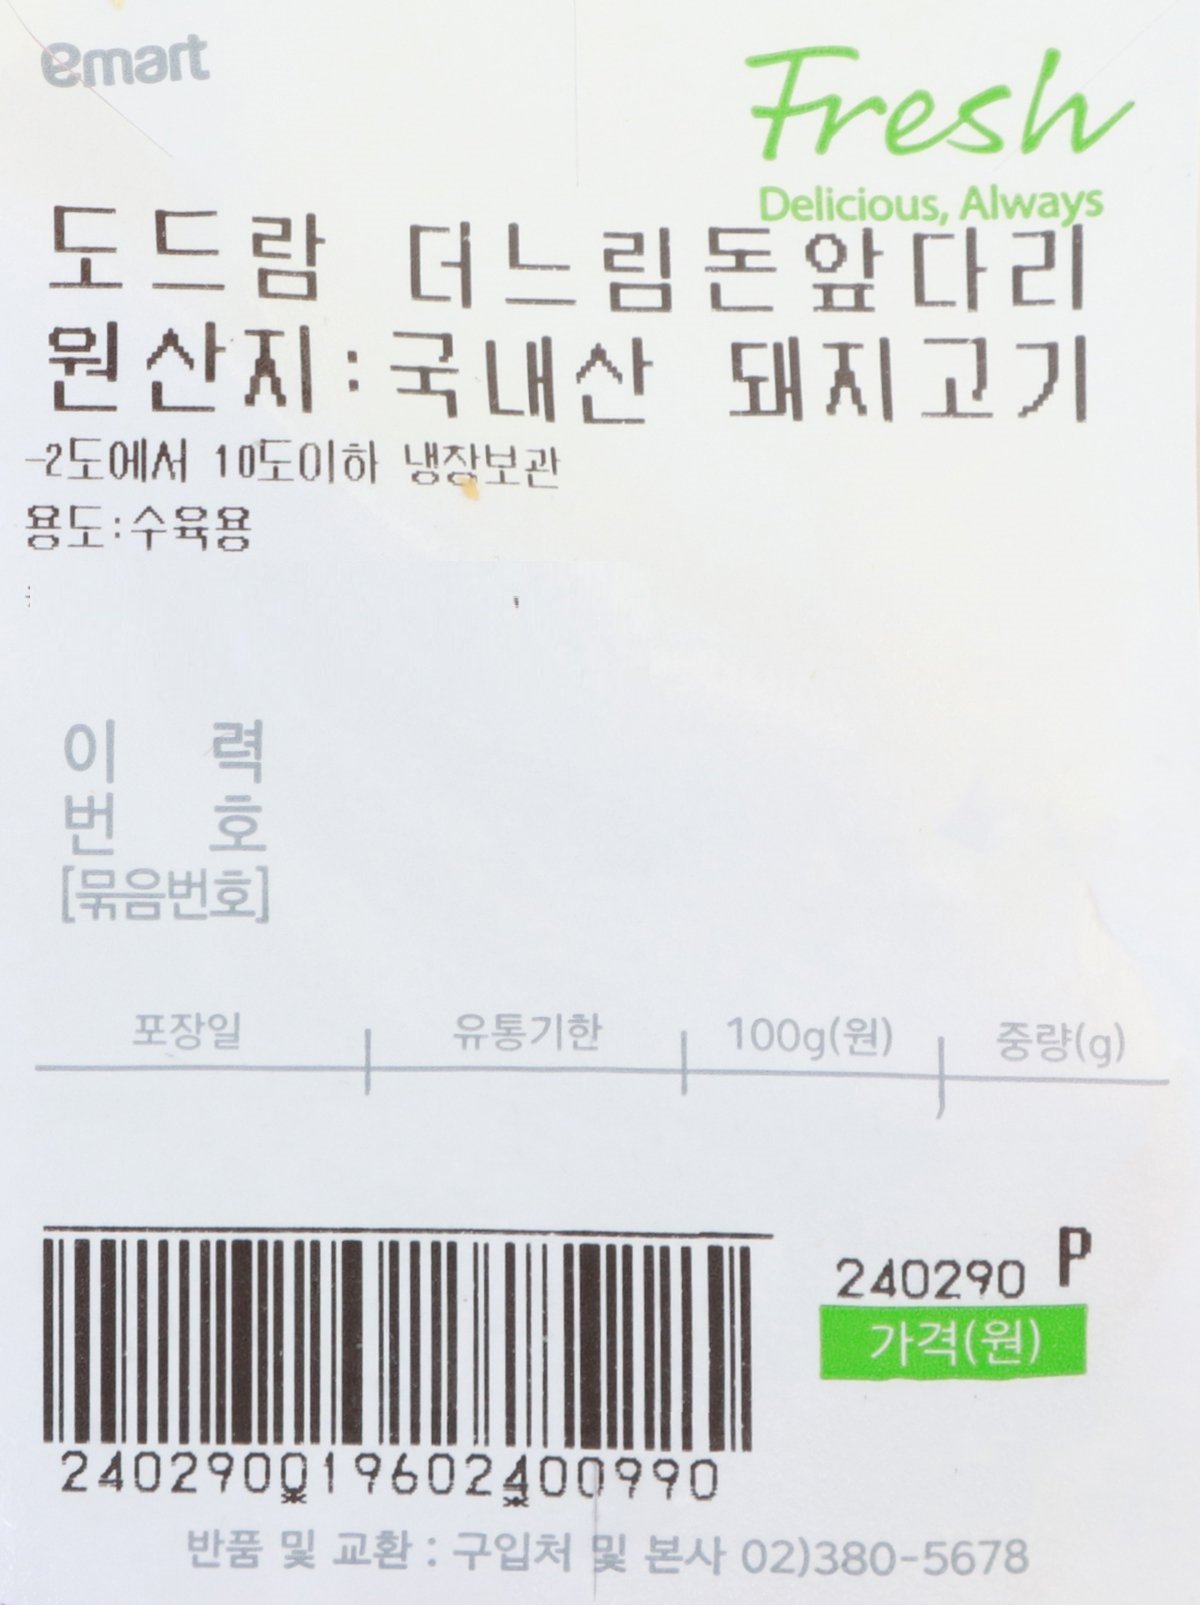 emart
Fresh
Delicious, Always
도드람 더느림돈앞다리
원산지:국내산 돼지고기
-2도에서 10도이하 냉장보관
용도:수육용
이 력
번 호
[묶음번호]
포장일 유통기한 100g(원) 중량(g)
240290 P
가격(원)
240290019602400990
반품 및 교환 : 구입처 및 본사 02)380-5678